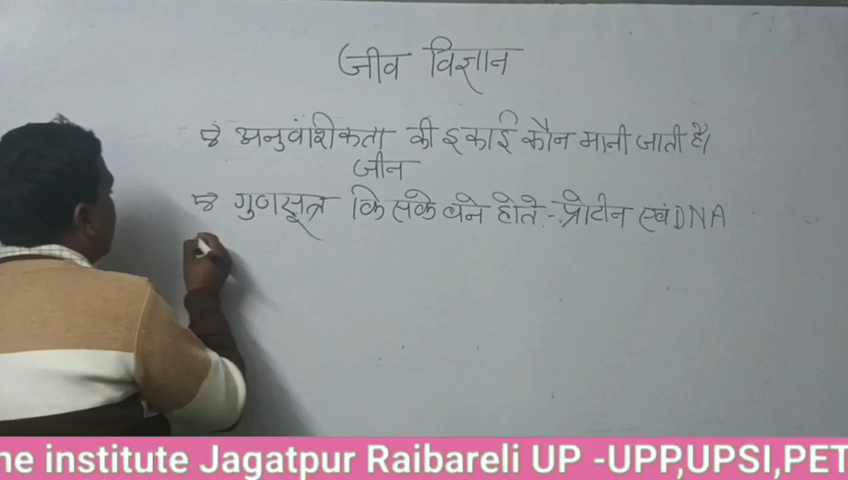 जीव विज्ञान
अनुवांशिकता की इकाई कौन मानी जाती है।
जीन
गुणसूत्र किसके बने होते - प्रोटीन एवं DNA
ne institute Jagatpur Raibareli UP -UPP,UPSI,PET